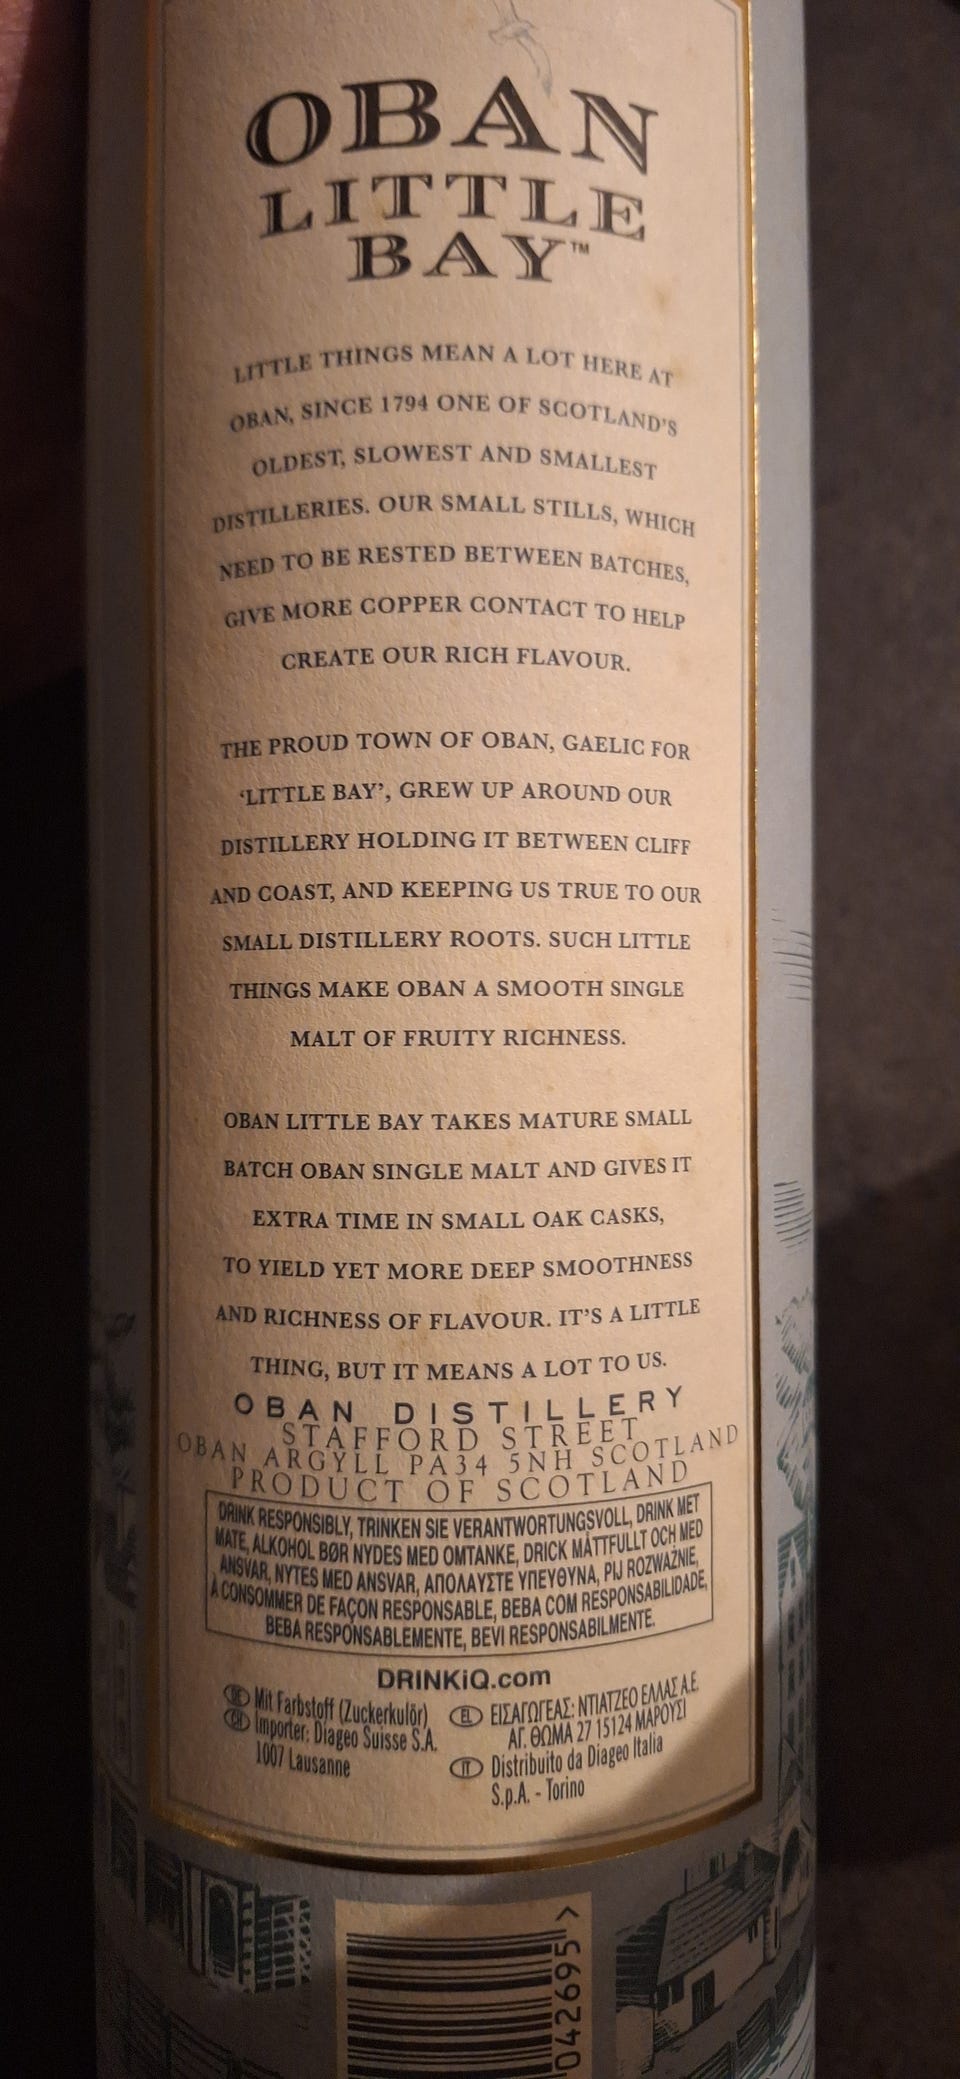 OBAN
LITTLE
BAY™
LITTLE THINGS MEAN A LOT HERE AT
OBAN, SINCE 1794 ONE OF SCOTLAND'S
OLDEST, SLOWEST AND SMALLEST
DISTILLERIES. OUR SMALL STILLS, WHICH
NEED TO BE RESTED BETWEEN BATCHES,
GIVE MORE COPPER CONTACT TO HELP
CREATE OUR RICH FLAVOUR.
THE PROUD TOWN OF OBAN, GAELIC FOR
'LITTLE BAY', GREW UP AROUND OUR
DISTILLERY HOLDING IT BETWEEN CLIFF
AND COAST, AND KEEPING US TRUE TO OUR
SMALL DISTILLERY ROOTS. SUCH LITTLE
THINGS MAKE OBAN A SMOOTH SINGLE
MALT OF FRUITY RICHNESS.
OBAN LITTLE BAY TAKES MATURE SMALL
BATCH OBAN SINGLE MALT AND GIVES IT
EXTRA TIME IN SMALL OAK CASKS,
TO YIELD YET MORE DEEP SMOOTHNESS
AND RICHNESS OF FLAVOUR. IT'S A LITTLE
THING, BUT IT MEANS A LOT TO US.
OBAN DISTILLERY
STAFFORD STREET
OBAN ARGYLL PA34 5NH SCOTLAND
PRODUCT OF SCOTLAND
DRINK RESPONSIBLY, TRINKEN SIE VERANTWORTUNGSVOLL, DRINK MET
MATE, ALKOHOL BØR NYDES MED OMTANKE, DRICK MÅTTFULLT OCH MED
ANSVAR, NYTES MED ANSVAR, ΑΠΟΛΑΥΣΤΕ ΥΠΕΥΘΥΝΑ, PIJ ROZWAŻNIE,
À CONSOMMER DE FAÇON RESPONSABLE, BEBA COM RESPONSABILIDADE,
BEBA RESPONSABLEMENTE, BEVI RESPONSABILMENTE.
DRINKiQ.com
DE Mit Farbstoff (Zuckerkulör)
CH Importer: Diageo Suisse S.A.
1007 Lausanne
EL ΕΙΣΑΓΩΓΕΑΣ: ΝΤΙΑΤΖΕΟ ΕΛΛΑΣ Α.Ε.
ΑΓ. ΘΩΜΑ 27 15124 ΜΑΡΟΥΣΙ
IT Distribuito da Diageo Italia
S.p.A. - Torino
042695 >